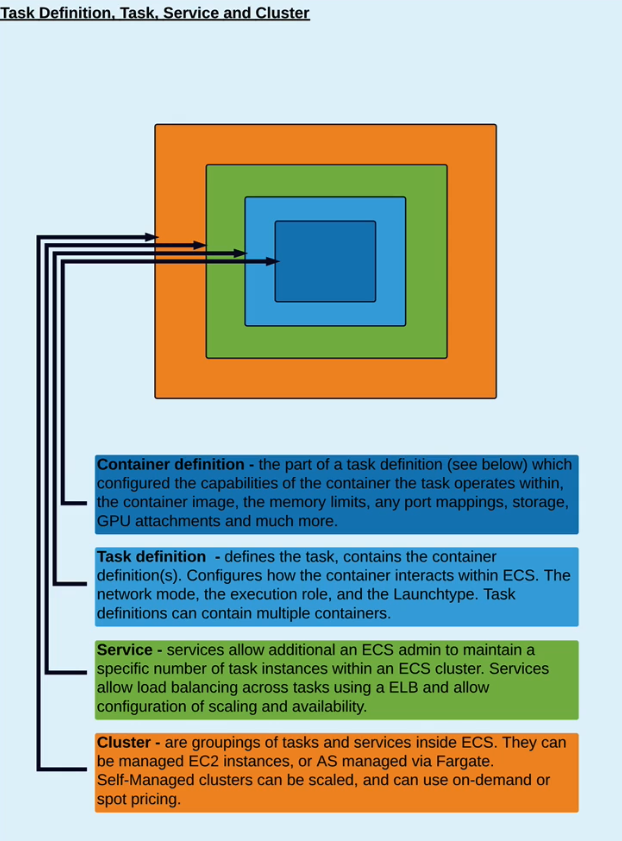 Task Definition, Task, Service and Cluster
Container definition - the part of a task definition (see below) which
configured the capabilities of the container the task operates within,
the container image, the memory limits, any port mappings, storage,
GPU attachments and much more.
Task definition  - defines the task, contains the container
definition(s). Configures how the container interacts within ECS. The
network mode, the execution role, and the Launchtype. Task
definitions can contain multiple containers.
Service - services allow additional an ECS admin to maintain a
specific number of task instances within an ECS cluster. Services
allow load balancing across tasks using a ELB and allow
configuration of scaling and availability.
Cluster - are groupings of tasks and services inside ECS. They can
be managed EC2 instances, or AS managed via Fargate.
Self-Managed clusters can be scaled, and can use on-demand or
spot pricing.